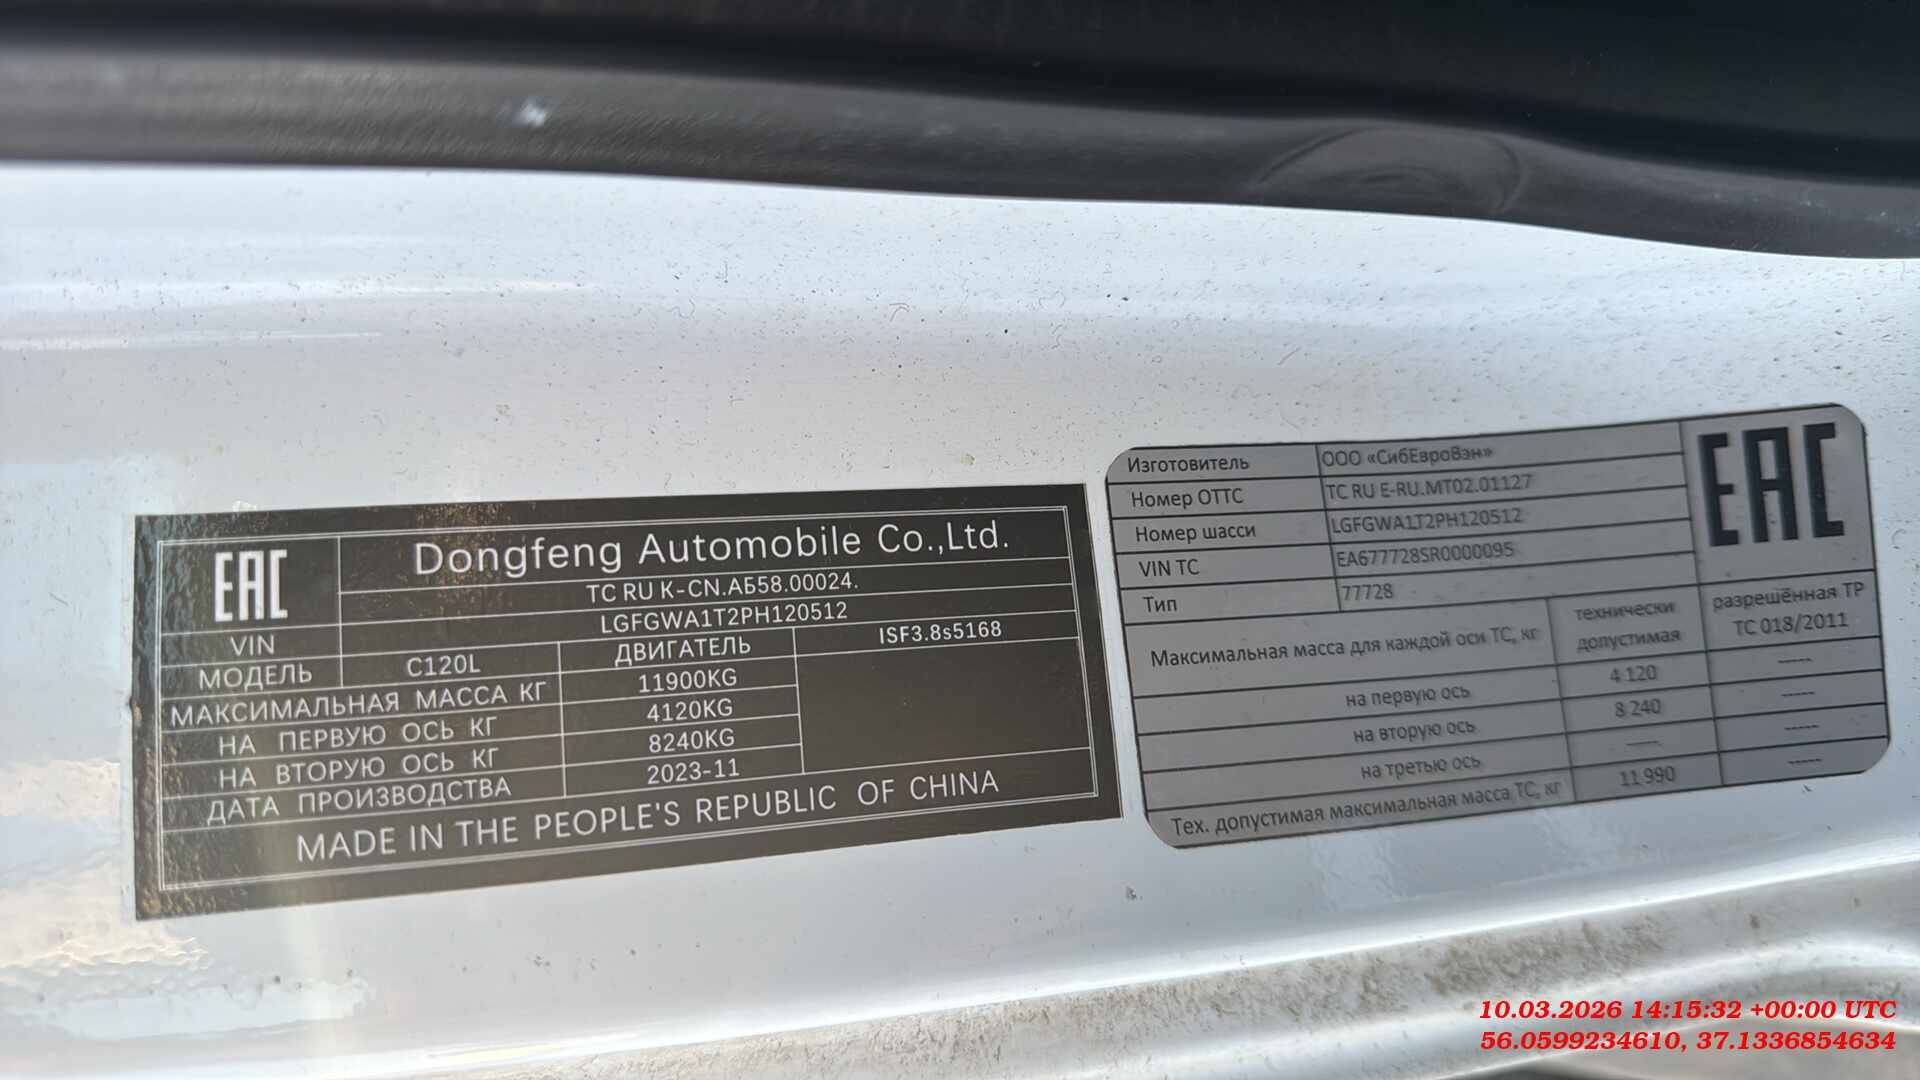 EAC
Dongfeng Automobile Co.,Ltd.
TC RU K-CN.АБ58.00024.
VIN LGFGWA1T2PH120512
МОДЕЛЬ C120L ДВИГАТЕЛЬ ISF3.8s5168
МАКСИМАЛЬНАЯ МАССА КГ 11900KG
НА ПЕРВУЮ ОСЬ КГ 4120KG
НА ВТОРУЮ ОСЬ КГ 8240KG
ДАТА ПРОИЗВОДСТВА 2023-11
MADE IN THE PEOPLE'S REPUBLIC OF CHINA
Изготовитель ООО «СибЕвроВэн»
Номер ОТТС ТС RU E-RU.МТ02.01127
Номер шасси LGFGWA1T2PH120512
VIN ТС EA677728SR0000095
Тип 77728
EAC
Максимальная масса для каждой оси ТС, кг технически допустимая разрешённая ТР ТС 018/2011
на первую ось 4 120 -----
на вторую ось 8 240 -----
на третью ось ----- -----
Тех. допустимая максимальная масса ТС, кг 11 990 -----
10.03.2026 14:15:32 +00:00 UTC
56.0599234610, 37.1336854634